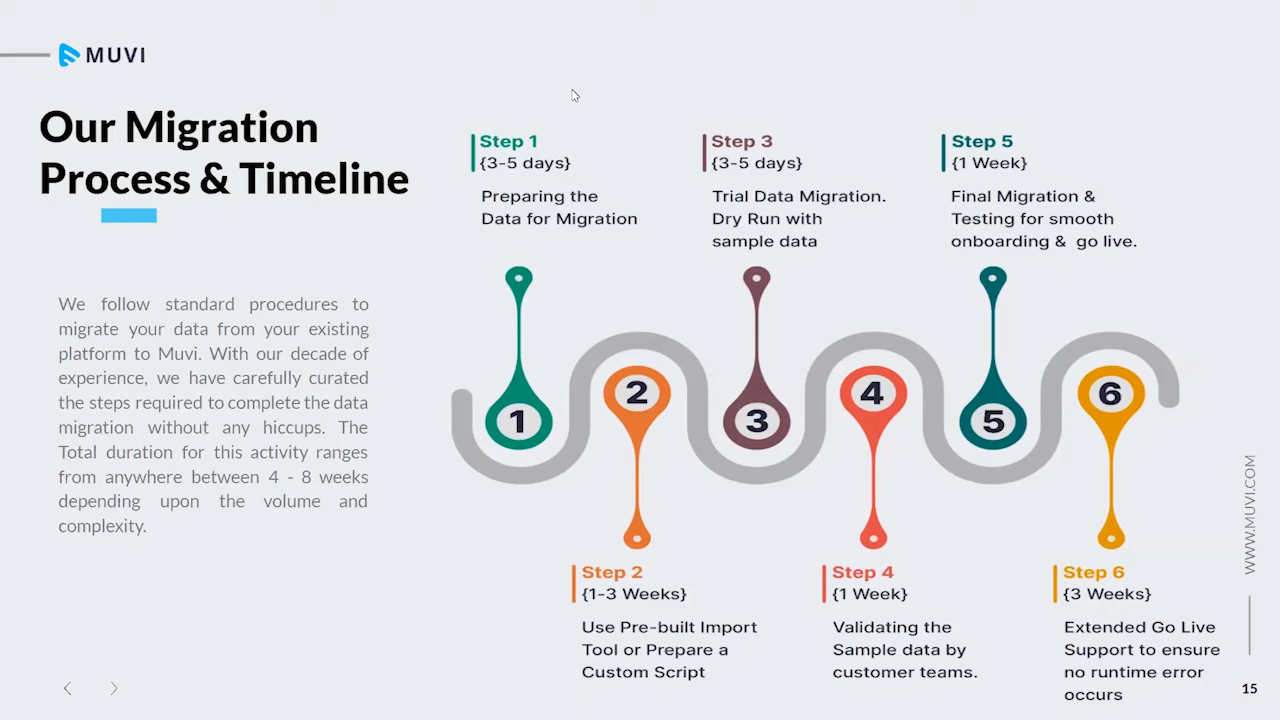 MUVI
Our Migration
Process & Timeline
We follow standard procedures to
migrate your data from your existing
platform to Muvi. With our decade of
experience, we have carefully curated
the steps required to complete the data
migration without any hiccups. The
Total duration for this activity ranges
from anywhere between 4 - 8 weeks
depending upon the volume and
complexity.
Step 1
{3-5 days}
Preparing the
Data for Migration
Step 3
{3-5 days}
Trial Data Migration.
Dry Run with
sample data
Step 5
{1 Week}
Final Migration &
Testing for smooth
onboarding & go live.
1
2
3
4
5
6
Step 2
{1-3 Weeks}
Use Pre-built Import
Tool or Prepare a
Custom Script
Step 4
{1 Week}
Validating the
Sample data by
customer teams.
Step 6
{3 Weeks}
Extended Go Live
Support to ensure
no runtime error
occurs
WWW.MUVI.COM
15